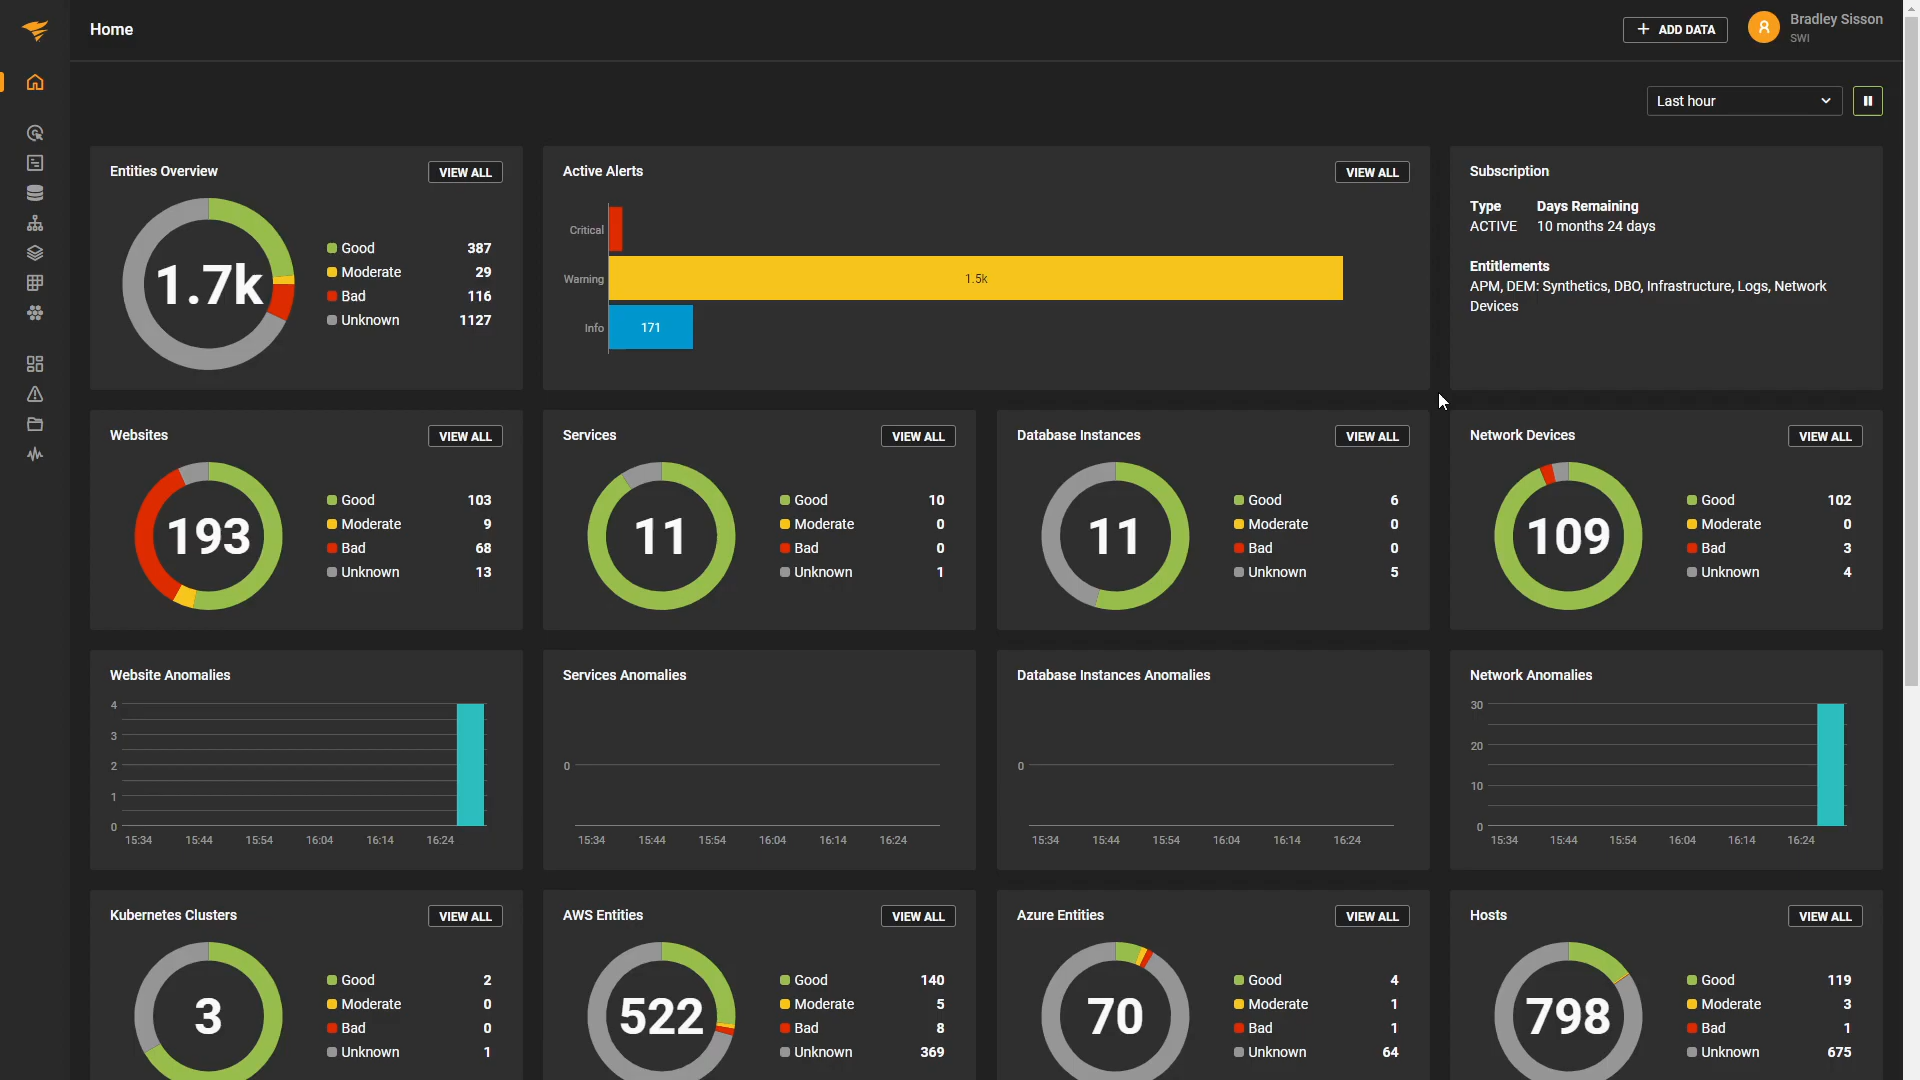 Home
ADD DATA
Bradley Sisson
SWI
Last hour
Entities Overview
VIEW ALL
1.7k
Good 387
Moderate 29
Bad 116
Unknown 1127
Active Alerts
VIEW ALL
Critical
Warning 1.5k
Info 171
Subscription
Type Days Remaining
ACTIVE 10 months 24 days
Entitlements
APM, DEM: Synthetics, DBO, Infrastructure, Logs, Network
Devices
Websites
VIEW ALL
193
Good 103
Moderate 9
Bad 68
Unknown 13
Services
VIEW ALL
11
Good 10
Moderate 0
Bad 0
Unknown 1
Database Instances
VIEW ALL
11
Good 6
Moderate 0
Bad 0
Unknown 5
Network Devices
VIEW ALL
109
Good 102
Moderate 0
Bad 3
Unknown 4
Website Anomalies
4
3
2
1
0
15:34 15:44 15:54 16:04 16:14 16:24
Services Anomalies
0
15:34 15:44 15:54 16:04 16:14 16:24
Database Instances Anomalies
0
15:34 15:44 15:54 16:04 16:14 16:24
Network Anomalies
30
20
10
0
15:34 15:44 15:54 16:04 16:14 16:24
Kubernetes Clusters
VIEW ALL
3
Good 2
Moderate 0
Bad 0
Unknown 1
AWS Entities
VIEW ALL
522
Good 140
Moderate 5
Bad 8
Unknown 369
Azure Entities
VIEW ALL
70
Good 4
Moderate 1
Bad 1
Unknown 64
Hosts
VIEW ALL
798
Good 119
Moderate 3
Bad 1
Unknown 675